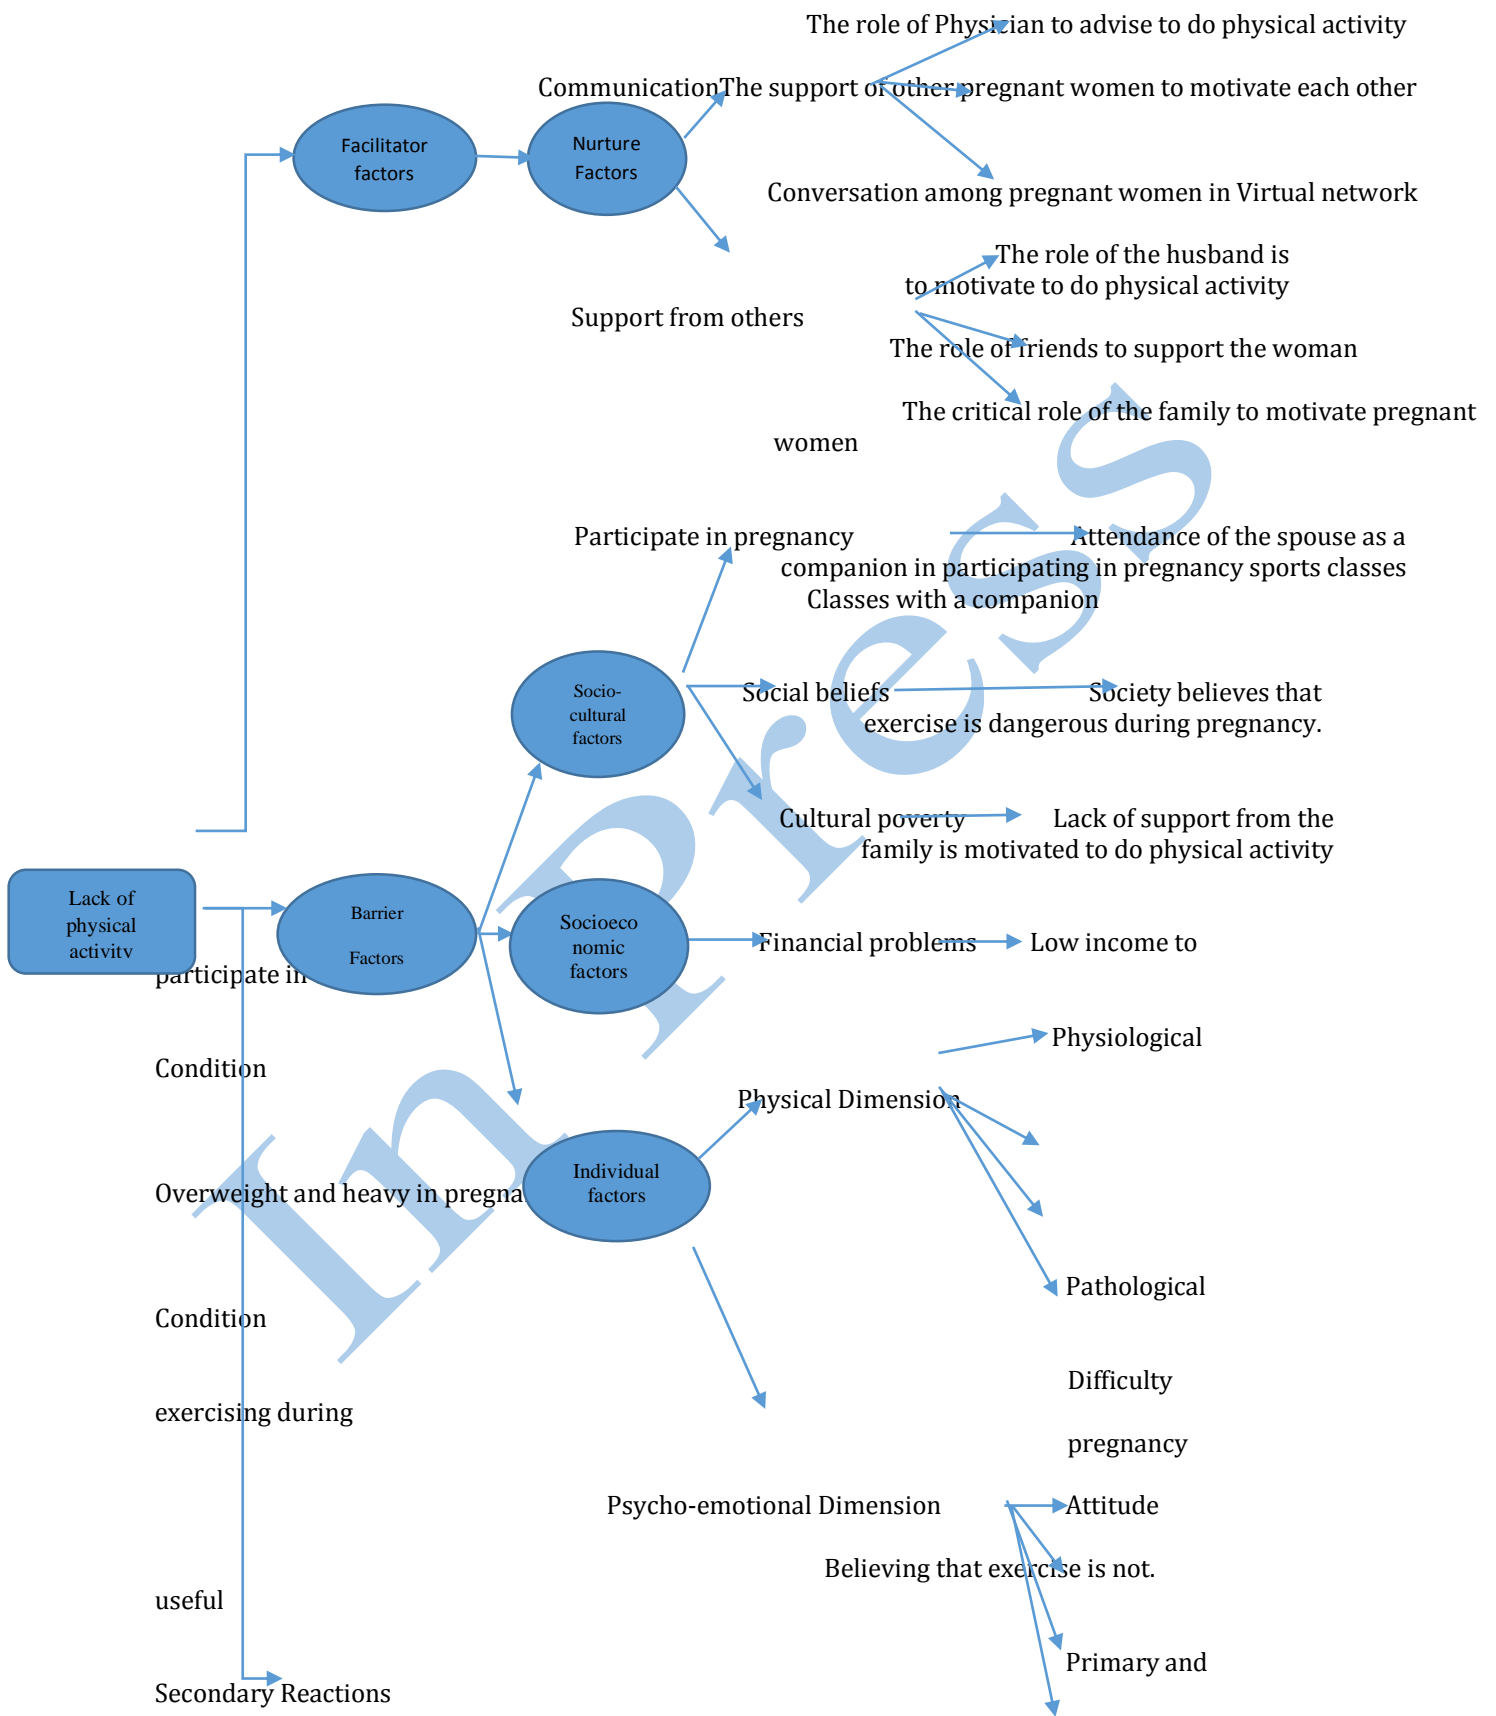 The role of Physician to advise to do physical activity
Communication The support of other pregnant women to motivate each other
Facilitator
factors
Nurture
Factors
Conversation among pregnant women in Virtual network
The role of the husband is
to motivate to do physical activity
Support from others
The role of friends to support the woman
The critical role of the family to motivate pregnant
women
Participate in pregnancy
Attendance of the spouse as a
companion in participating in pregnancy sports classes
Classes with a companion
Socio-
cultural
factors
Social beliefs
Society believes that
exercise is dangerous during pregnancy.
Cultural poverty
Lack of support from the
family is motivated to do physical activity
Lack of
physical
activity
Barrier
Factors
Socioeco
nomic
factors
Financial problems
Low income to
participate in
Physiological
Condition
Physical Dimension
Individual
factors
Overweight and heavy in pregna
Pathological
Condition
Difficulty
exercising during
pregnancy
Psycho-emotional Dimension
Attitude
Believing that exercise is not.
useful
Primary and
Secondary Reactions
In Press